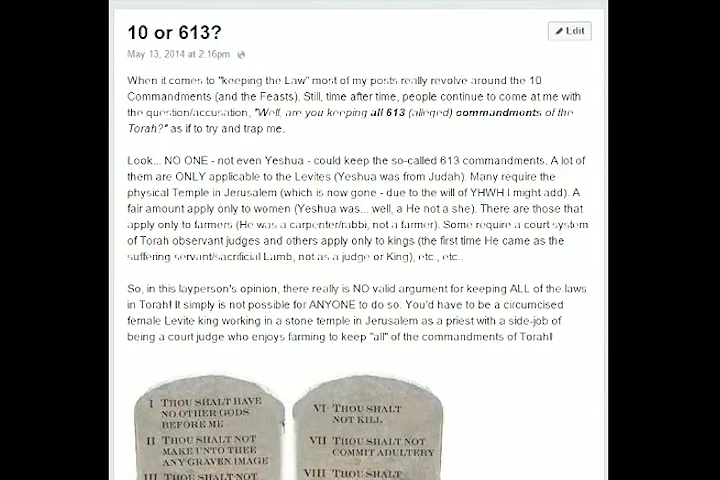 10 or 613?
Edit
May 13, 2014 at 2:16pm
When it comes to "keeping the Law" most of my posts really revolve around the 10
Commandments (and the Feasts). Still, time after time, people continue to come at me with
the question/accusation, "Well, are you keeping all 613 (alleged) commandments of the
Torah?" as if to try and trap me.
Look... NO ONE - not even Yeshua - could keep the so-called 613 commandments. A lot of
them are ONLY applicable to the Levites (Yeshua was from Judah). Many require the
physical Temple in Jerusalem (which is now gone - due to the will of YHWH I might add). A
fair amount apply only to women (Yeshua was... well, a He not a she). There are those that
apply only to farmers (He was a carpenter/rabbi, not a farmer). Some require a court system
of Torah observant judges and others apply only to kings (the first time He came as the
suffering servant/sacrificial Lamb, not as a judge or King), etc., etc..
So, in this layperson's opinion, there really is NO valid argument for keeping ALL of the laws
in Torah! It simply is not possible for ANYONE to do so. You'd have to be a circumcised
female Levite king working in a stone temple in Jerusalem as a priest with a side-job of
being a court judge who enjoys farming to keep "all" of the commandments of Torah!
I THOU SHALT HAVE
NO OTHER GODS
BEFORE ME
II THOU SHALT NOT
MAKE UNTO THEE
ANY GRAVEN IMAGE
III THOU SHALT NOT
VI THOU SHALT
NOT KILL
VII THOU SHALT NOT
COMMIT ADULTERY
VIII THOU SHALT